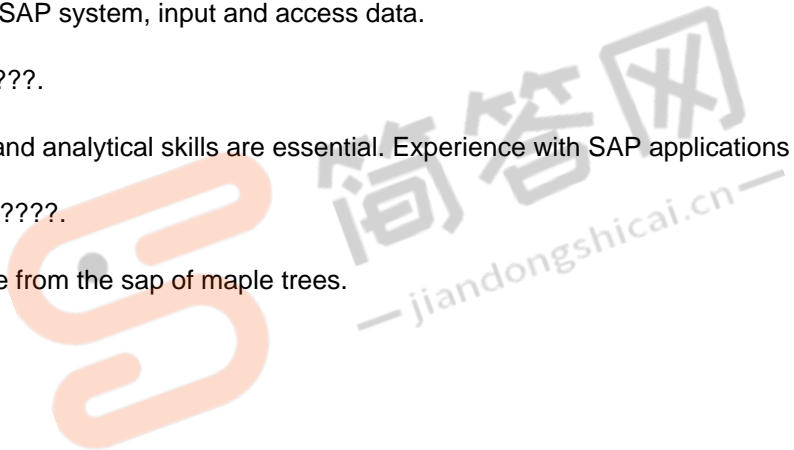 SAP system, input and access data.
???.
and analytical skills are essential. Experience with SAP applications
????.
e from the sap of maple trees.
简答网
jiandongshicai.cn